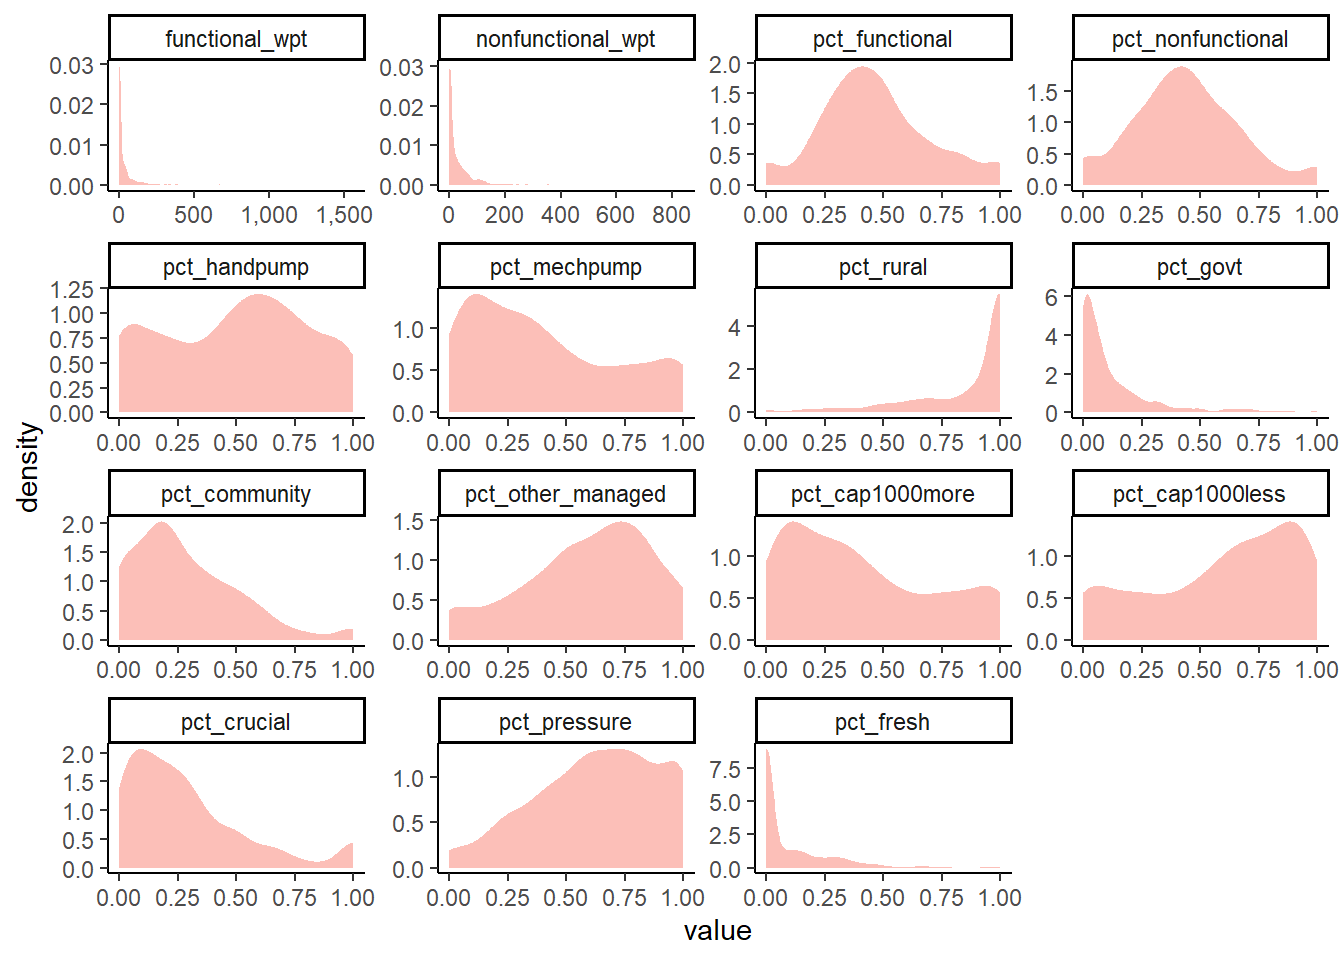 functional_wpt nonfunctional_wpt pct_functional pct_nonfunctional
0.03 0.02 0.01 0.00
0 500 1,000 1,500
0.03 0.02 0.01 0.00
0 200 400 600 800
2.0 1.5 1.0 0.5 0.0
0.00 0.25 0.50 0.75 1.00
1.5 1.0 0.5 0.0
0.00 0.25 0.50 0.75 1.00
pct_handpump pct_mechpump pct_rural pct_govt
1.25 1.00 0.75 0.50 0.25 0.00
0.00 0.25 0.50 0.75 1.00
1.0 0.5 0.0
0.00 0.25 0.50 0.75 1.00
4 2 0
0.00 0.25 0.50 0.75 1.00
6 4 2 0
0.00 0.25 0.50 0.75 1.00
density
pct_community pct_other_managed pct_cap1000more pct_cap1000less
2.0 1.5 1.0 0.5 0.0
0.00 0.25 0.50 0.75 1.00
1.5 1.0 0.5 0.0
0.00 0.25 0.50 0.75 1.00
1.0 0.5 0.0
0.00 0.25 0.50 0.75 1.00
1.0 0.5 0.0
0.00 0.25 0.50 0.75 1.00
pct_crucial pct_pressure pct_fresh
2.0 1.5 1.0 0.5 0.0
0.00 0.25 0.50 0.75 1.00
1.0 0.5 0.0
0.00 0.25 0.50 0.75 1.00
7.5 5.0 2.5 0.0
0.00 0.25 0.50 0.75 1.00
value